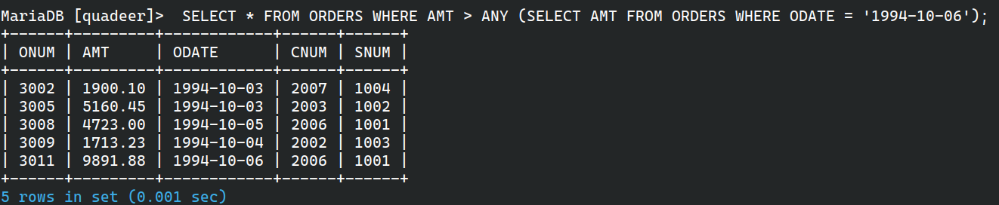 MariaDB [quadeer]>  SELECT * FROM ORDERS WHERE AMT > ANY (SELECT AMT FROM ORDERS WHERE ODATE = '1994-10-06');
+------+---------+------------+------+------+
| ONUM | AMT     | ODATE      | CNUM | SNUM |
+------+---------+------------+------+------+
| 3002 | 1900.10 | 1994-10-03 | 2007 | 1004 |
| 3005 | 5160.45 | 1994-10-03 | 2003 | 1002 |
| 3008 | 4723.00 | 1994-10-05 | 2006 | 1001 |
| 3009 | 1713.23 | 1994-10-04 | 2002 | 1003 |
| 3011 | 9891.88 | 1994-10-06 | 2006 | 1001 |
+------+---------+------------+------+------+
5 rows in set (0.001 sec)